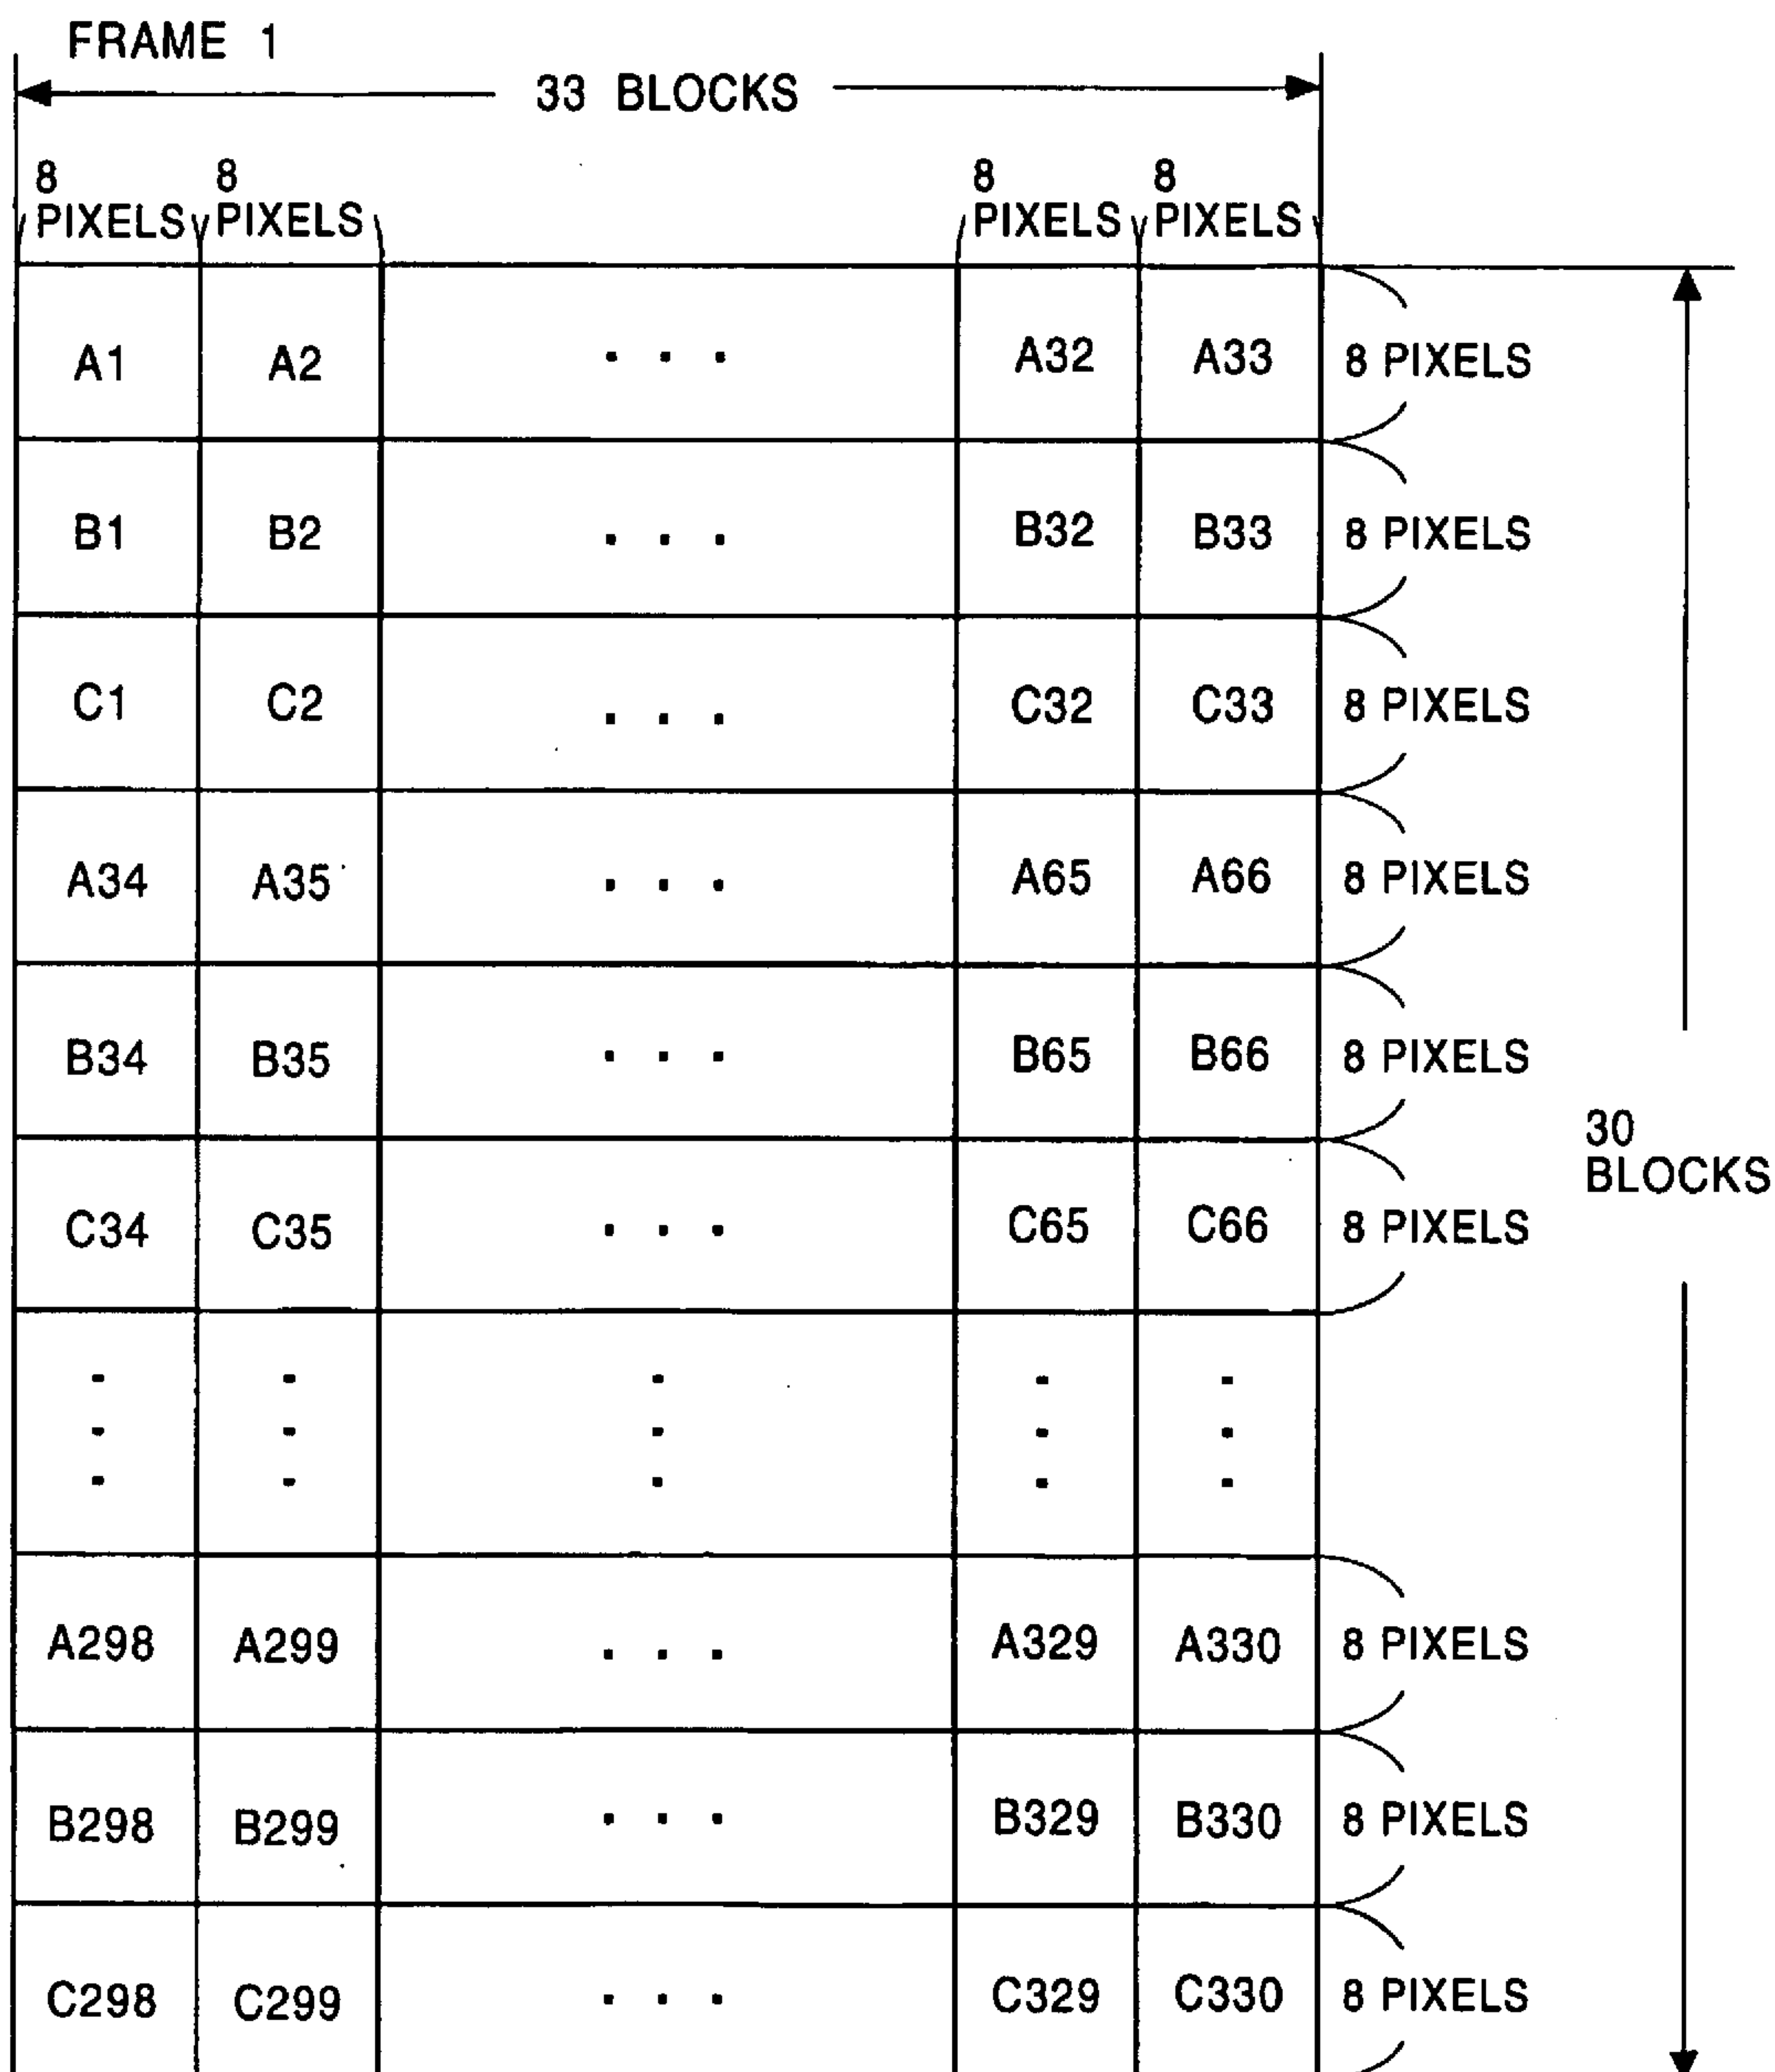 FRAME 1
33 BLOCKS
8 8 8 8
PIXELS PIXELS PIXELS PIXELS
A1 A2 . . . A32 A33 8 PIXELS
B1 B2 . . . B32 B33 8 PIXELS
C1 C2 . . . C32 C33 8 PIXELS
A34 A35 . . . A65 A66 8 PIXELS
B34 B35 . . . B65 B66 8 PIXELS
30
BLOCKS
C34 C35 . . . C65 C66 8 PIXELS
A298 A299 . . . A329 A330 8 PIXELS
B298 B299 . . . B329 B330 8 PIXELS
C298 C299 . . . C329 C330 8 PIXELS